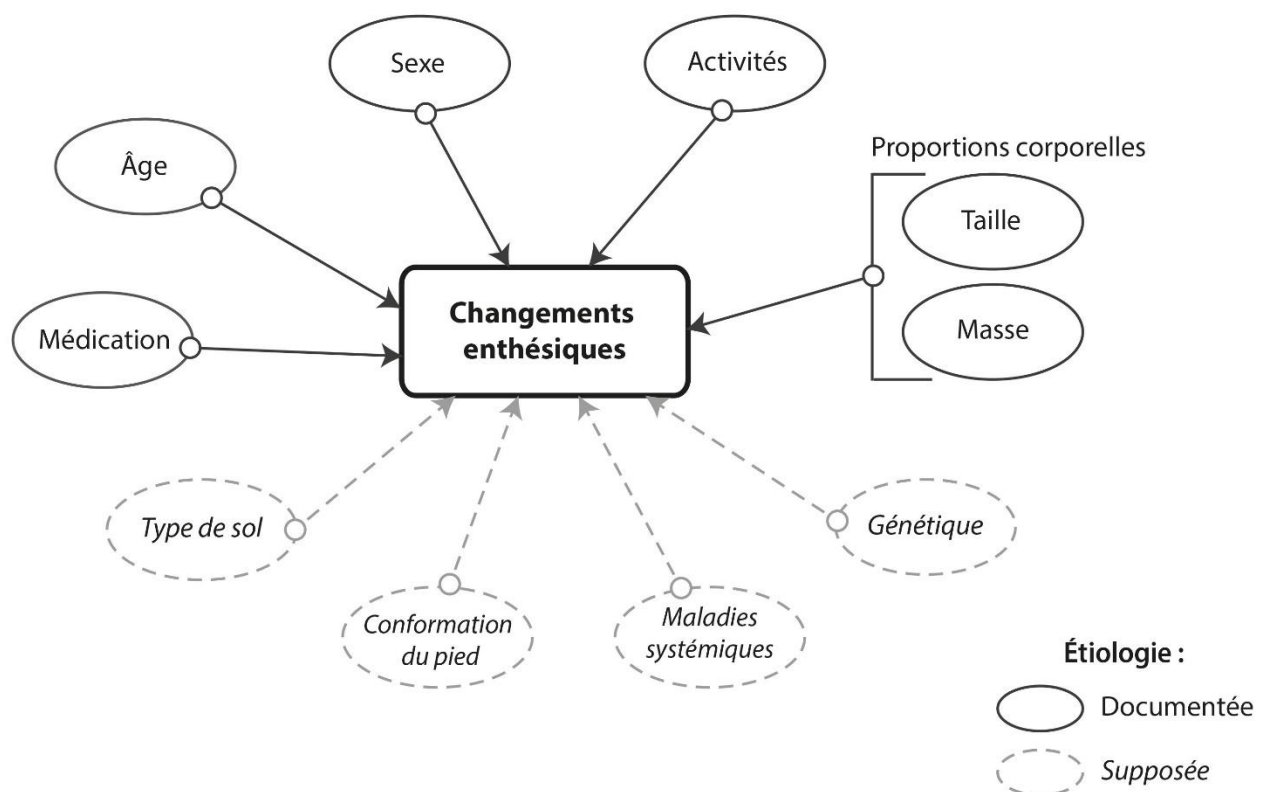 Sexe
Activités
Âge
Proportions corporelles
Taille
Médication
Changements
enthésiques
Masse
Type de sol
Génétique
Conformation
du pied
Maladies
systémiques
Étiologie :
Documentée
Supposée